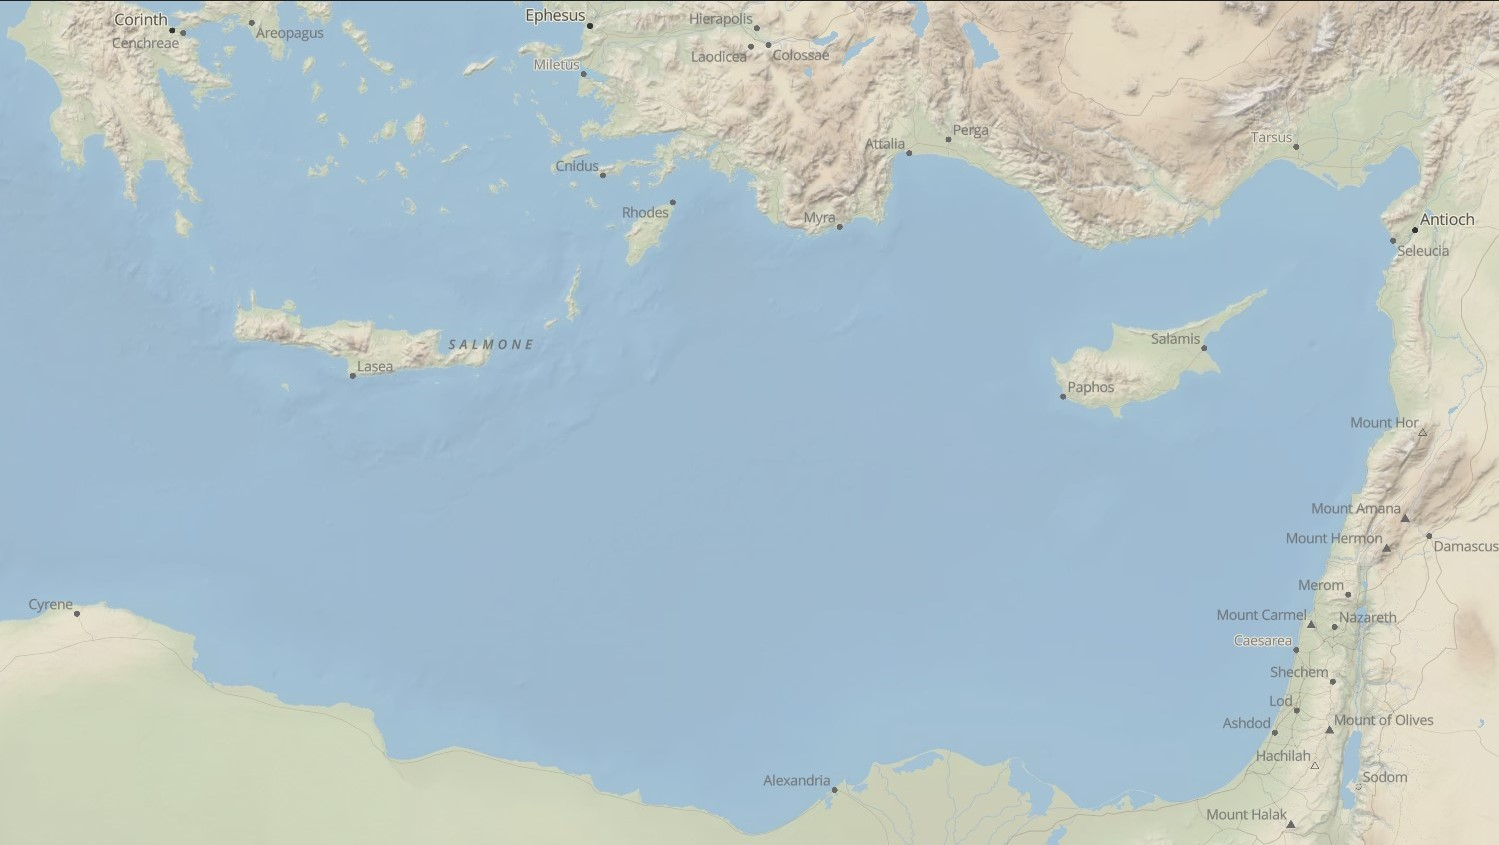 Corinth
Cenchreae
Areopagus
Ephesus
Hierapolis
Laodicea
Colossae
Miletus
Attalia
Perga
Tarsus
Cnidus
Rhodes
Myra
Antioch
Seleucia
SALMONE
Lasea
Salamis
Paphos
Mount Hor
Mount Amana
Mount Hermon
Damascus
Merom
Cyrene
Mount Carmel
Nazareth
Caesarea
Shechem
Lod
Ashdod
Mount of Olives
Hachilah
Alexandria
Sodom
Mount Halak